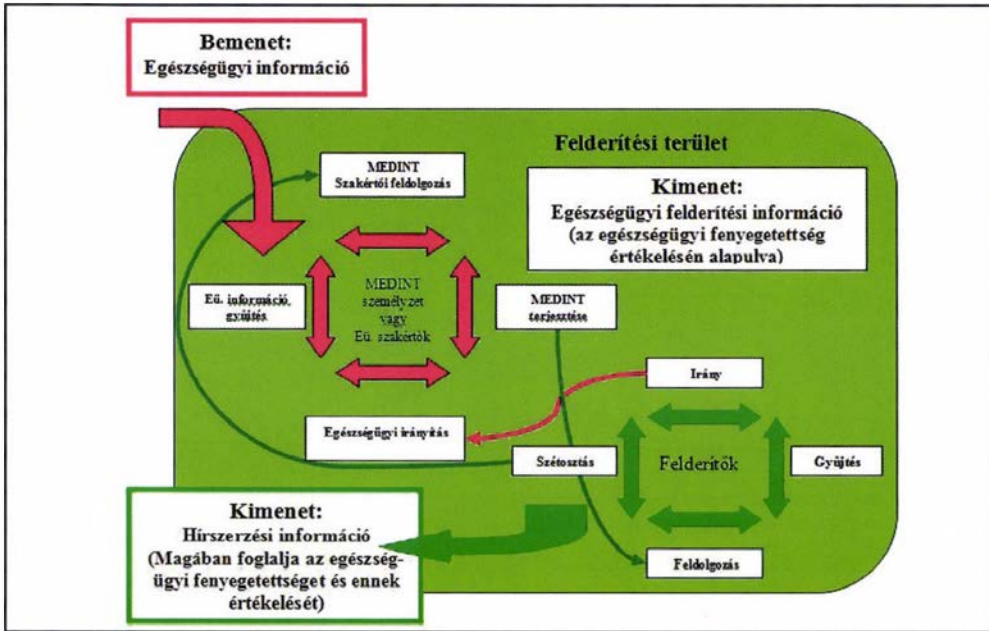 Bemenet:
Egészségügyi információ
Felderítési terület
MEDINT
Szakértői feldolgozás
Kimenet:
Egészségügyi felderítési információ
(az egészségügyi fenyegetettség
értékelésén alapulva)
Eü. információ
gyűjtés
MEDINT
személyzet
vagy
Eü. szakértők
MEDINT
terjesztése
Irány
Egészségügyi irányítás
Szétosztás
Felderítők
Gyűjtés
Kimenet:
Hírszerzési információ
(Magában foglalja az egészség-
ügyi fenyegetettséget és ennek
értékelését)
Feldolgozás